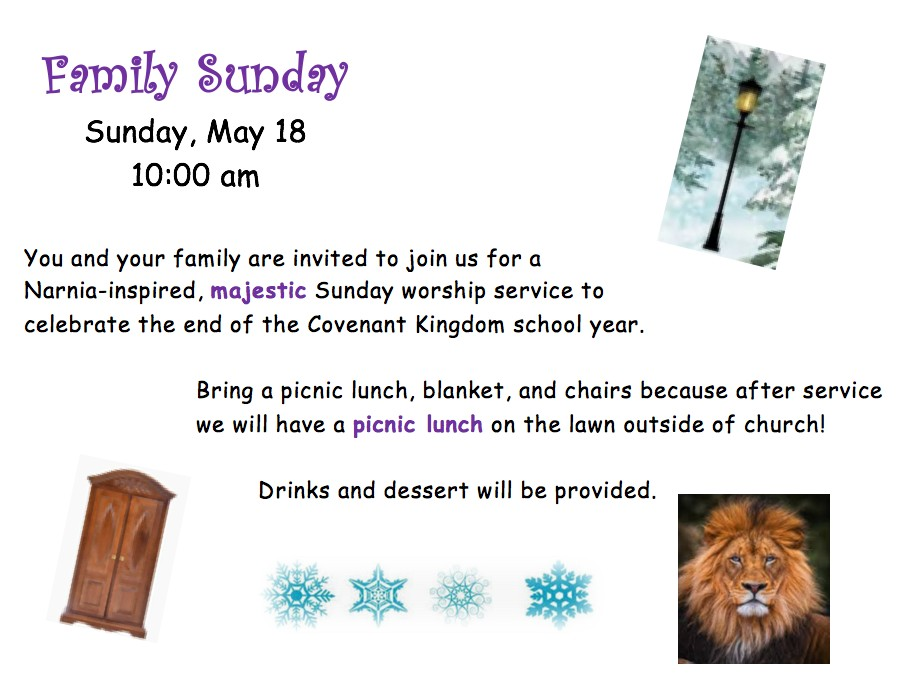 Family Sunday
Sunday, May 18
10:00 am
You and your family are invited to join us for a
Narnia-inspired, majestic Sunday worship service to
celebrate the end of the Covenant Kingdom school year.
Bring a picnic lunch, blanket, and chairs because after service
we will have a picnic lunch on the lawn outside of church!
Drinks and dessert will be provided.